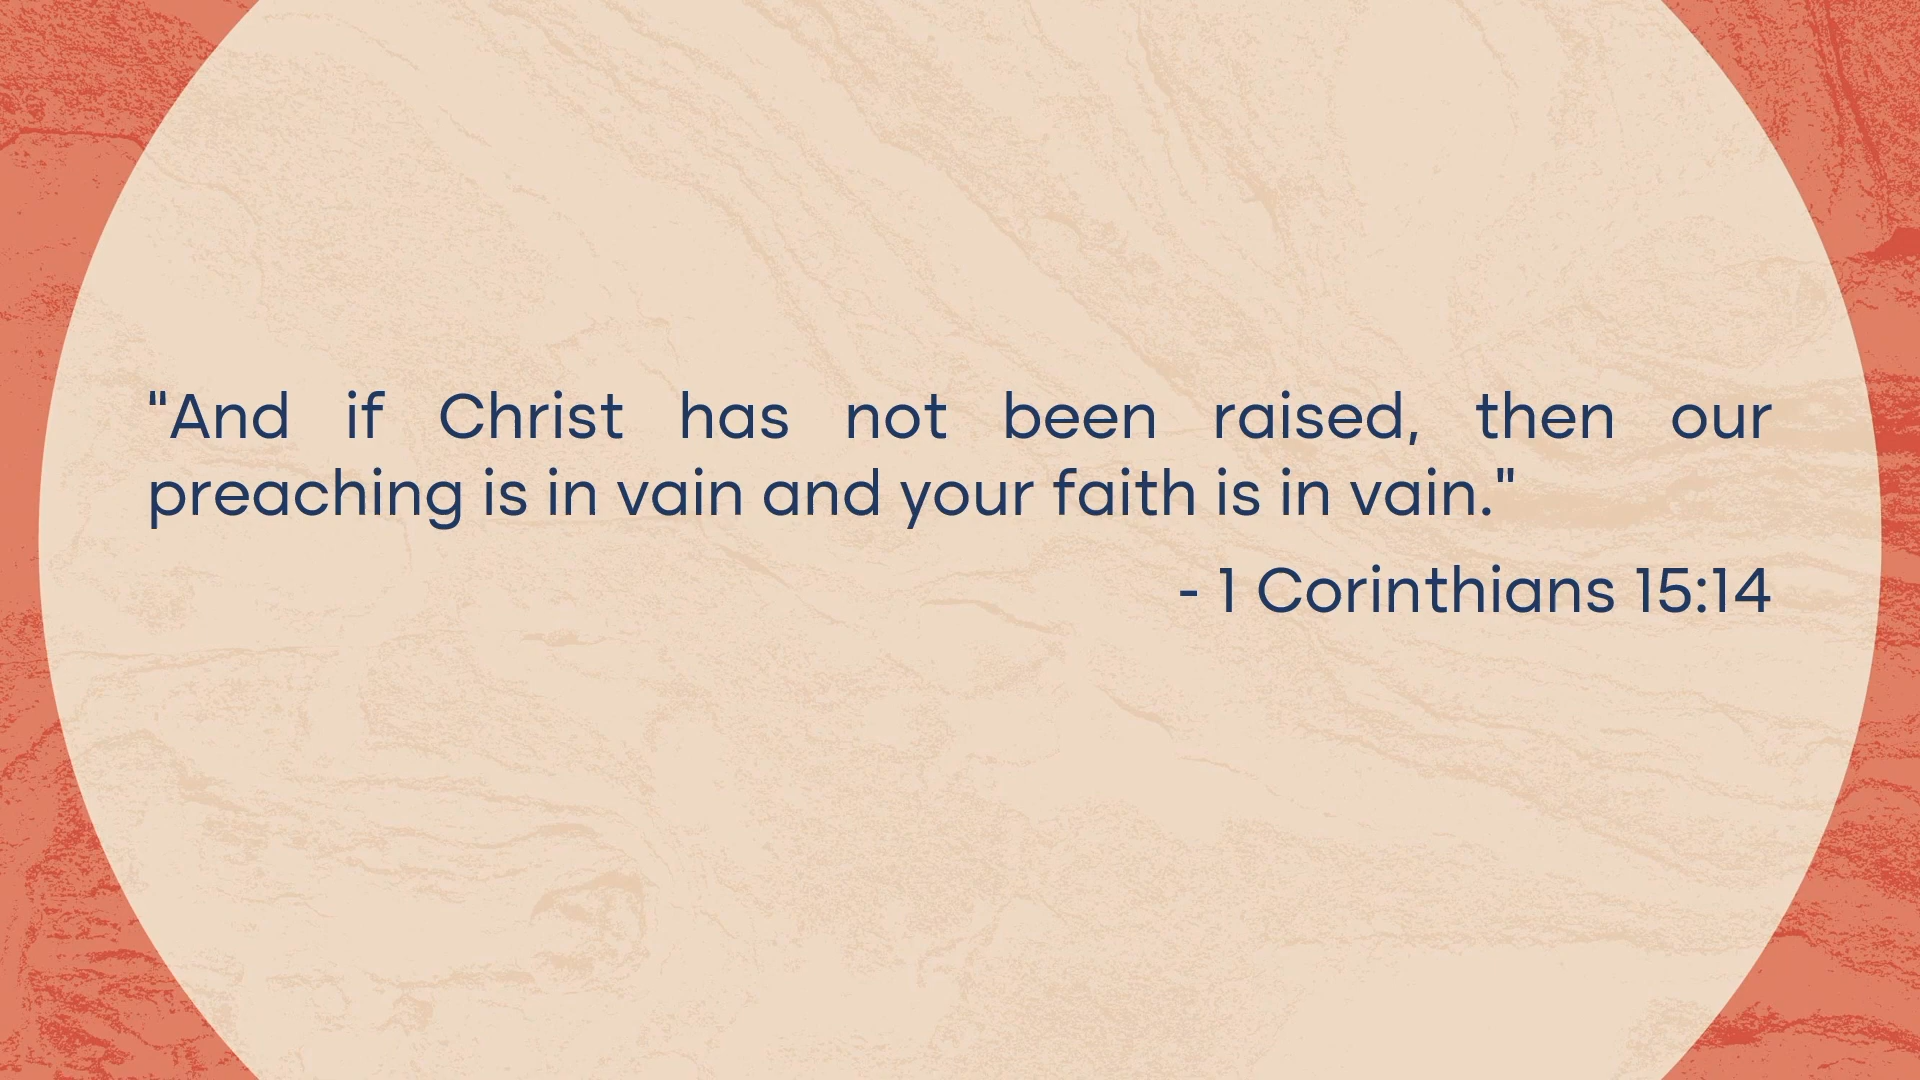 "And if Christ has not been raised, then our
preaching is in vain and your faith is in vain."
- 1 Corinthians 15:14